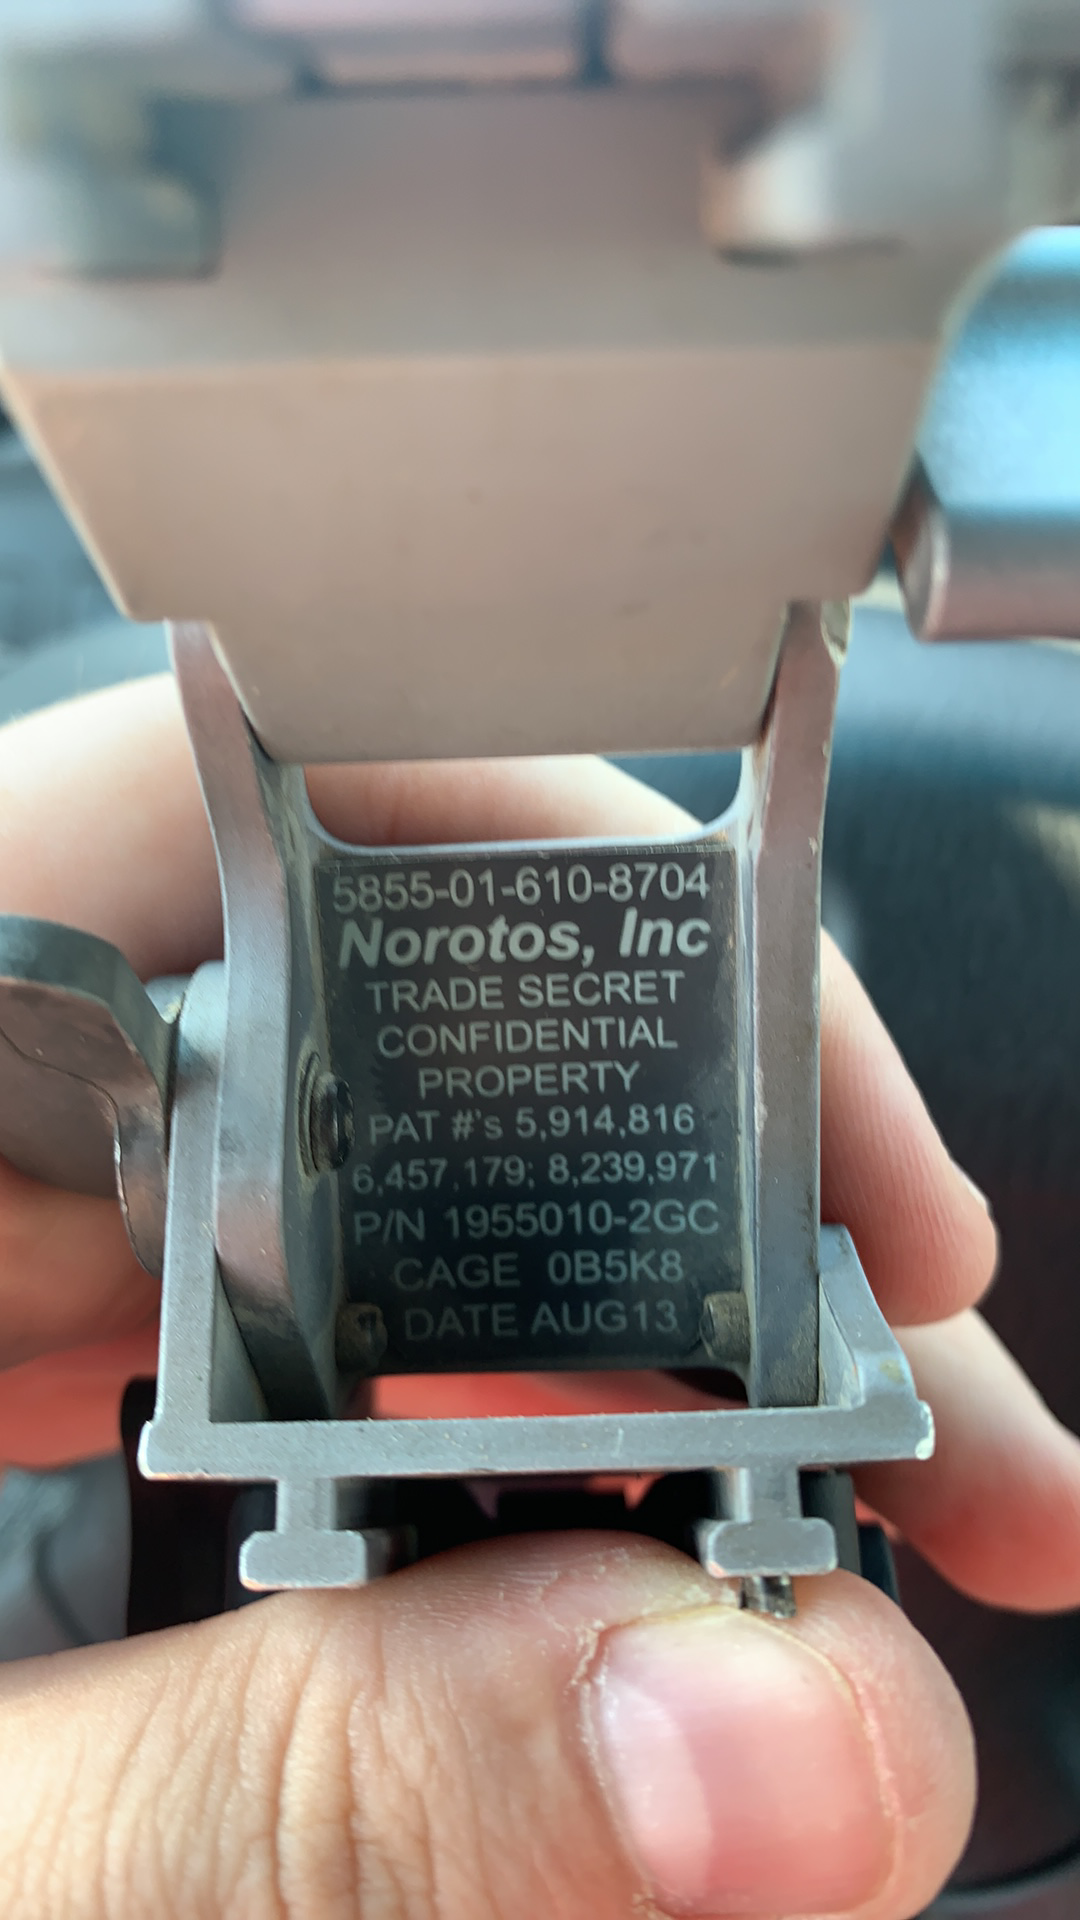 5855-01-610-8704
Norotos, Inc
TRADE SECRET
CONFIDENTIAL
PROPERTY
PAT #'s 5,914,816
6,457,179; 8,239,971
P/N 1955010-2GC
CAGE 0B5K8
DATE AUG13